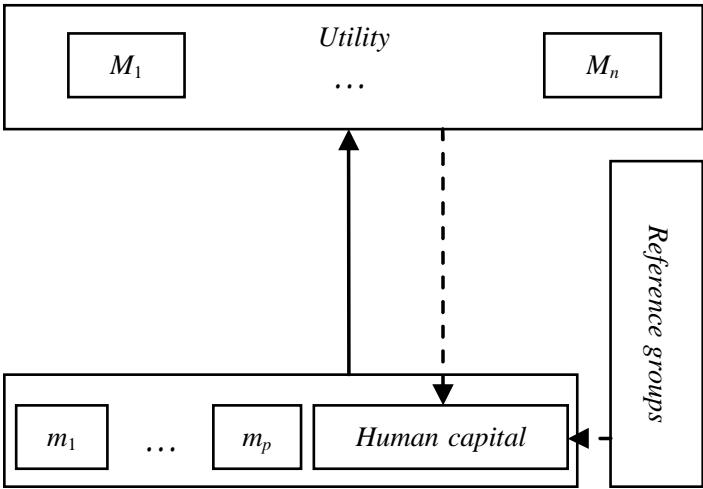 Utility
M₁ … Mₙ
Reference groups
m₁ … mₚ Human capital